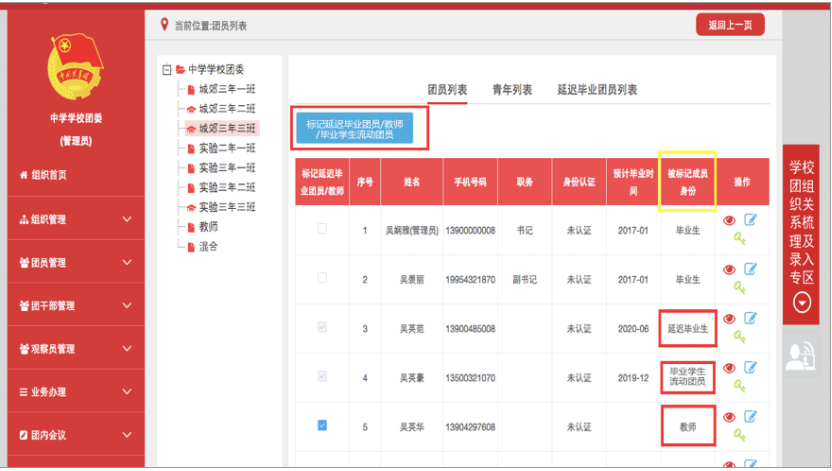 当前位置:团员列表
返回上一页
中学学校团委
(管理员)
组织首页
组织管理
团员管理
团干部管理
观察员管理
业务办理
团内会议
中学学校团委
城郊三年一班
城郊三年二班
城郊三年三班
实验二年一班
实验三年一班
实验三年二班
实验三年三班
教师
混合
团员列表 青年列表 延迟毕业团员列表
标记延迟毕业团员/教师
/毕业学生流动团员
标记延迟毕
业团员/教师
序号
姓名
手机号码
职务
身份认证
预计毕业时
间
被标记成员
身份
操作
1 吴娴雅(管理员) 13900000008 书记 未认证 2017-01 毕业生
2 吴景丽 19954321870 副书记 未认证 2017-01 毕业生
3 吴英范 13900485008 未认证 2020-06 延迟毕业生
4 吴英豪 13500321070 未认证 2019-12 毕业学生
流动团员
5 吴英华 13904297608 未认证 教师
学校
团组
织关
系梳
理及
录入
专区